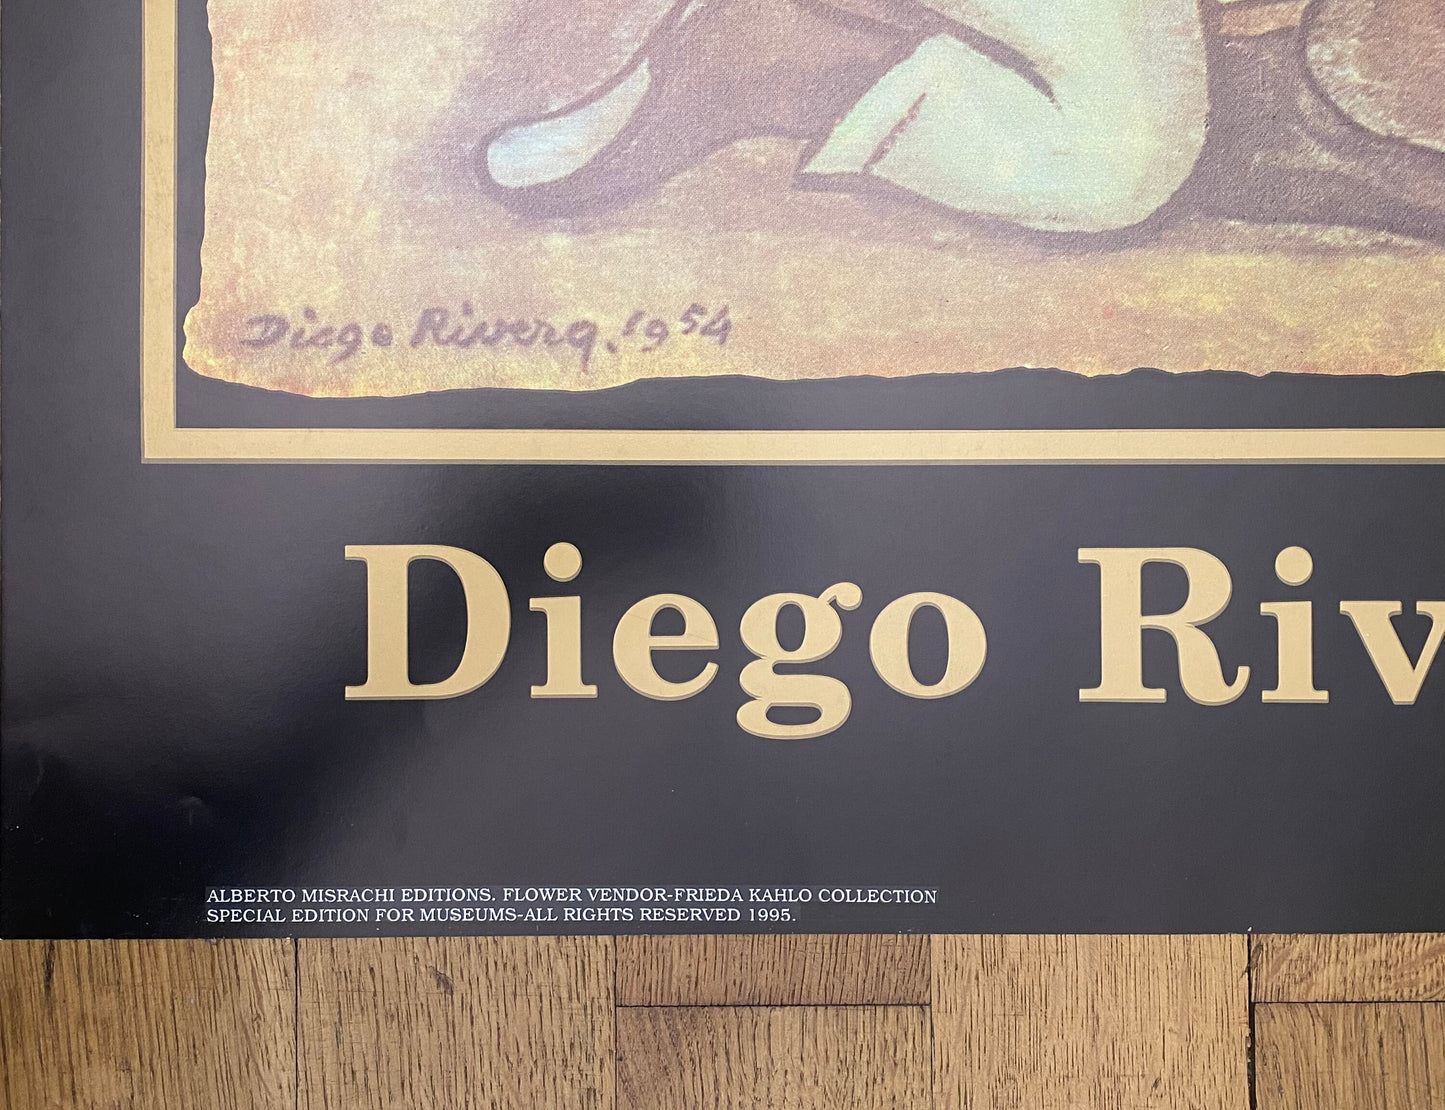 Diego Rivera. 1954
Diego Riv
ALBERTO MISRACHI EDITIONS. FLOWER VENDOR-FRIEDA KAHLO COLLECTION
SPECIAL EDITION FOR MUSEUMS-ALL RIGHTS RESERVED 1995.